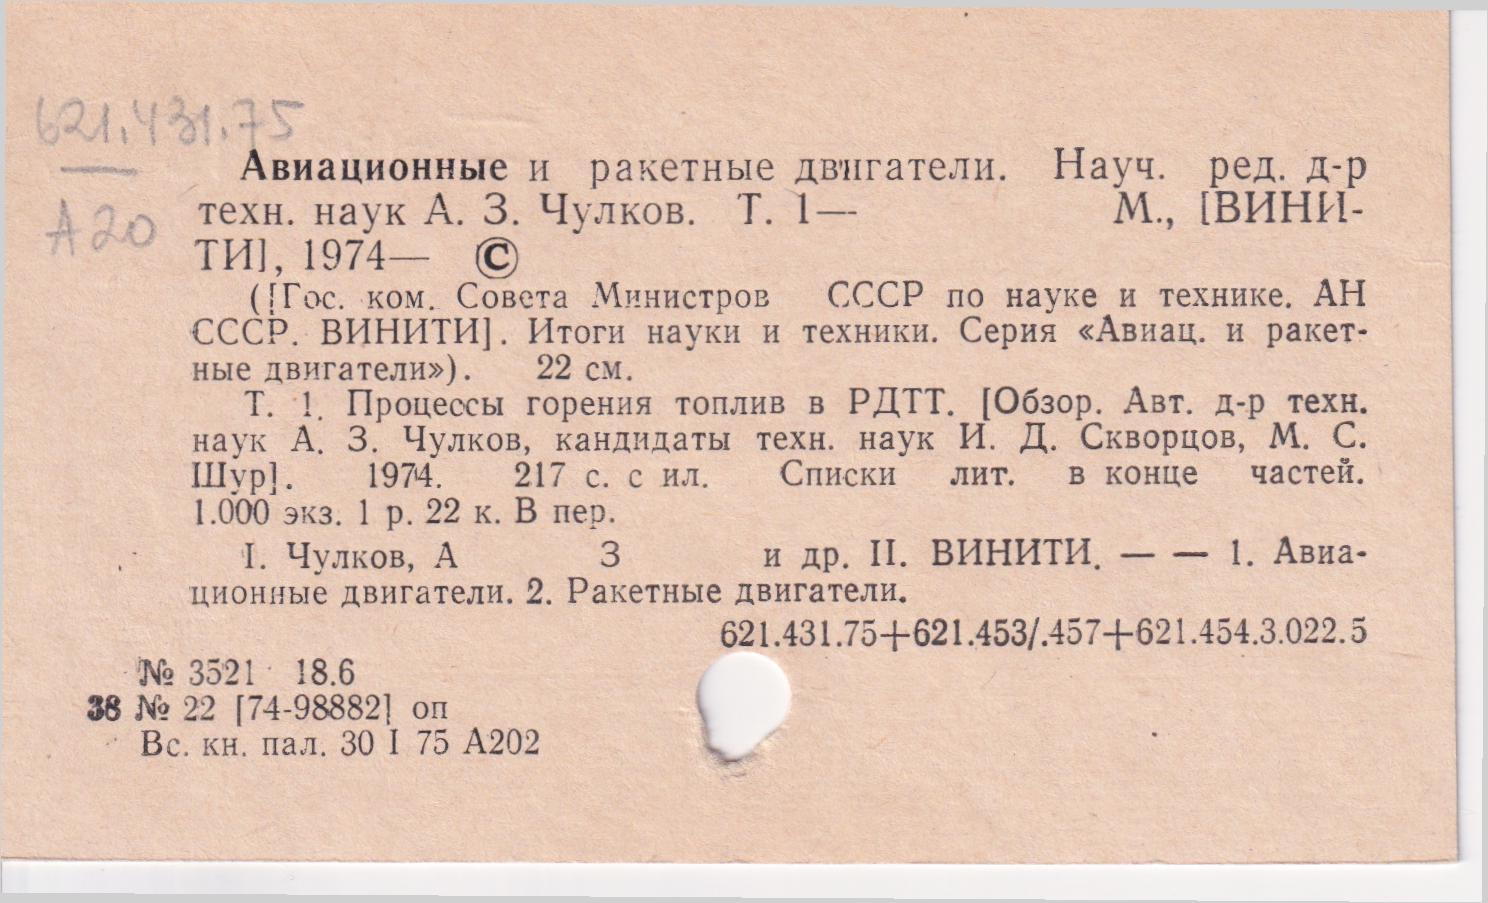 621.431.75
А20
Авиационные и ракетные двигатели. Науч. ред. д-р
техн. наук А. З. Чулков. Т. 1— М., [ВИНИ-
ТИ], 1974— ©
([Гос. ком. Совета Министров СССР по науке и технике. АН
СССР. ВИНИТИ]. Итоги науки и техники. Серия «Авиац. и ракет-
ные двигатели»). 22 см.
Т. 1. Процессы горения топлив в РДТТ. [Обзор. Авт. д-р техн.
наук А. З. Чулков, кандидаты техн. наук И. Д. Скворцов, М. С.
Шур]. 1974. 217 с. с ил. Списки лит. в конце частей.
1.000 экз. 1 р. 22 к. В пер.
I. Чулков, А З и др. II. ВИНИТИ. — — 1. Авиа-
ционные двигатели. 2. Ракетные двигатели.
621.431.75+621.453/.457+621.454.3.022.5
№ 3521 18.6
38 № 22 [74-98882] оп
Вс. кн. пал. 30 I 75 А202